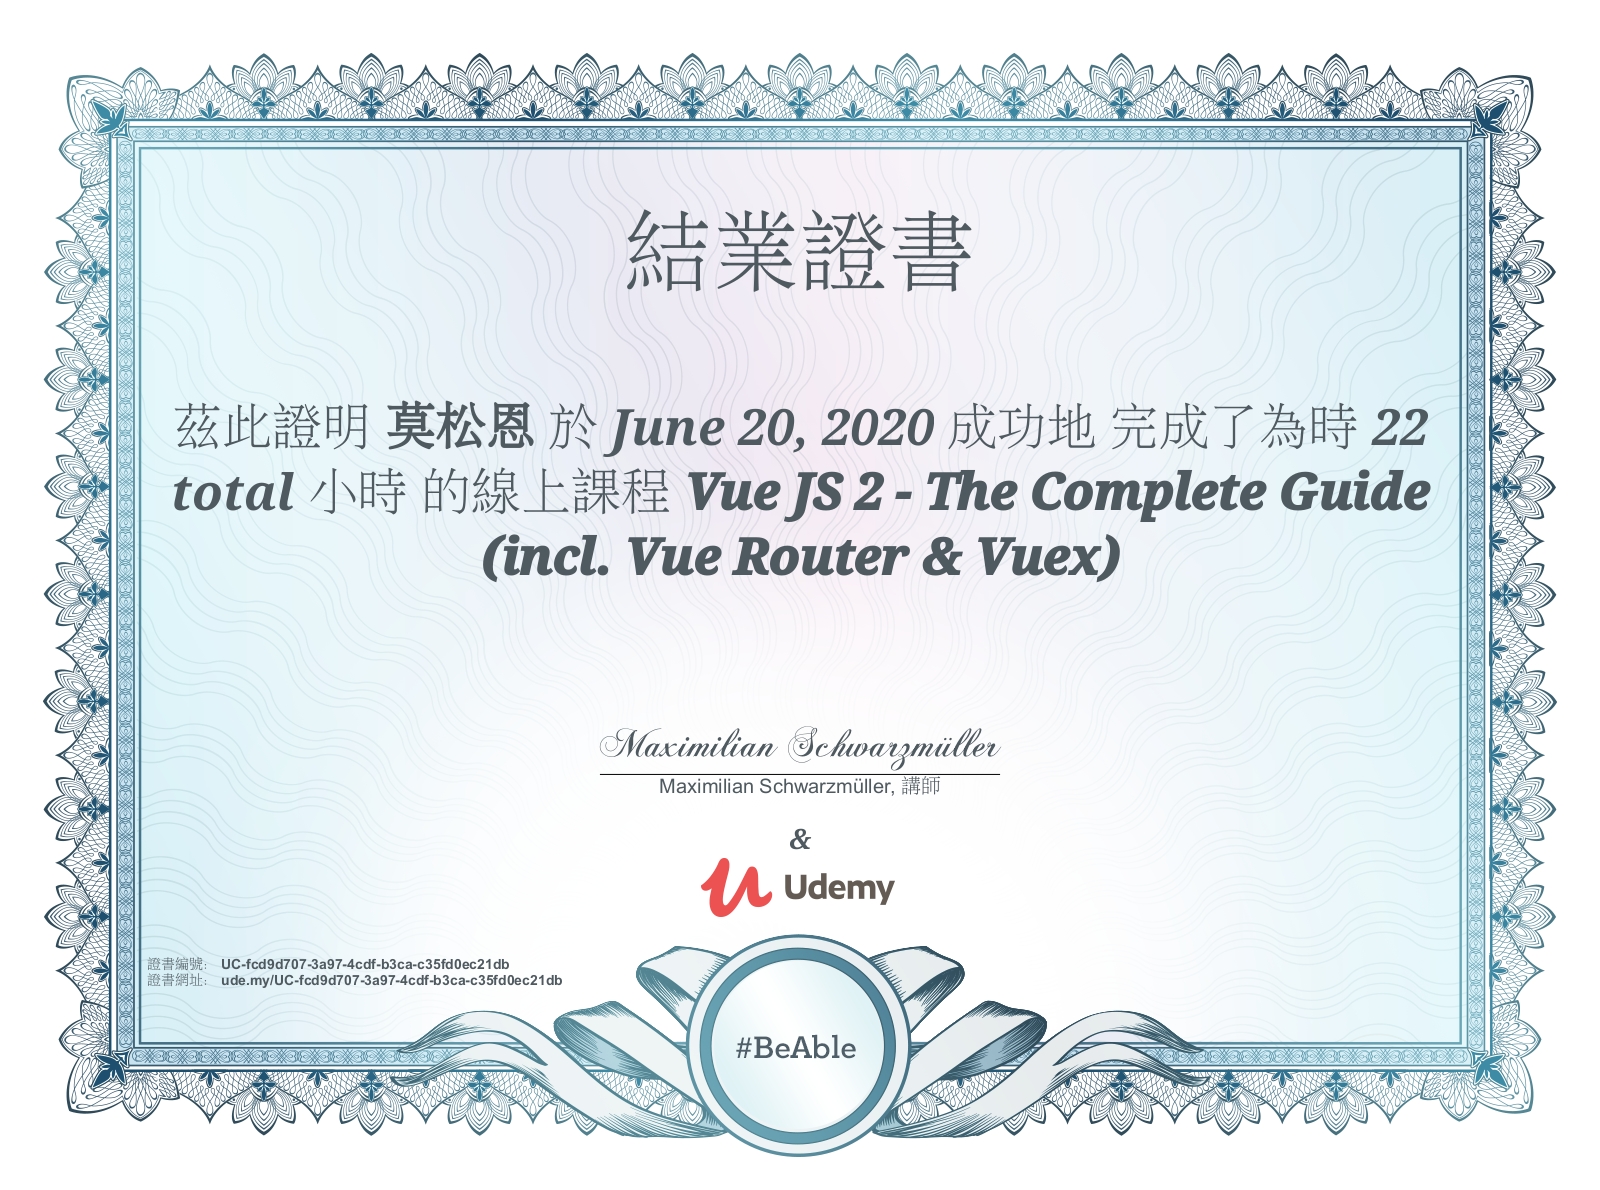 結業證書
茲此證明 莫松恩 於 June 20, 2020 成功地 完成了為時 22
total 小時 的線上課程 Vue JS 2 - The Complete Guide
(incl. Vue Router & Vuex)
Maximilian Schwarzmüller
Maximilian Schwarzmüller, 講師
&
Udemy
證書編號: UC-fcd9d707-3a97-4cdf-b3ca-c35fd0ec21db
證書網址: ude.my/UC-fcd9d707-3a97-4cdf-b3ca-c35fd0ec21db
#BeAble